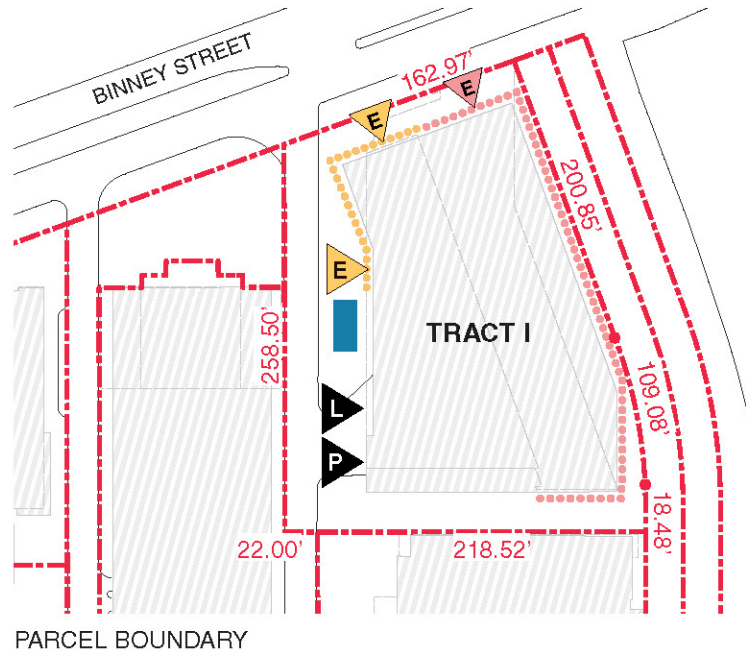 BINNEY STREET
162.97'
E
E
200.85'
E
258.50'
TRACT I
109.08'
L
P
18.48'
22.00'
218.52'
PARCEL BOUNDARY